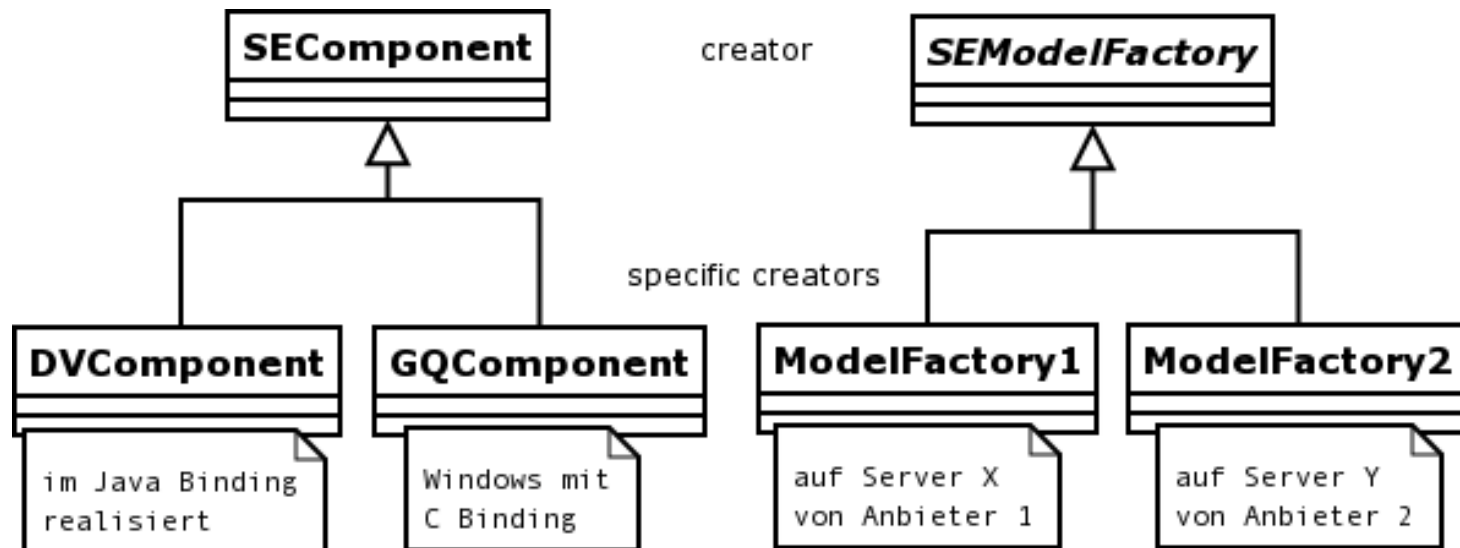 SEComponent
creator
SEModelFactory
specific creators
DVComponent
GQComponent
ModelFactory1
ModelFactory2
im Java Binding
realisiert
Windows mit
C Binding
auf Server X
von Anbieter 1
auf Server Y
von Anbieter 2